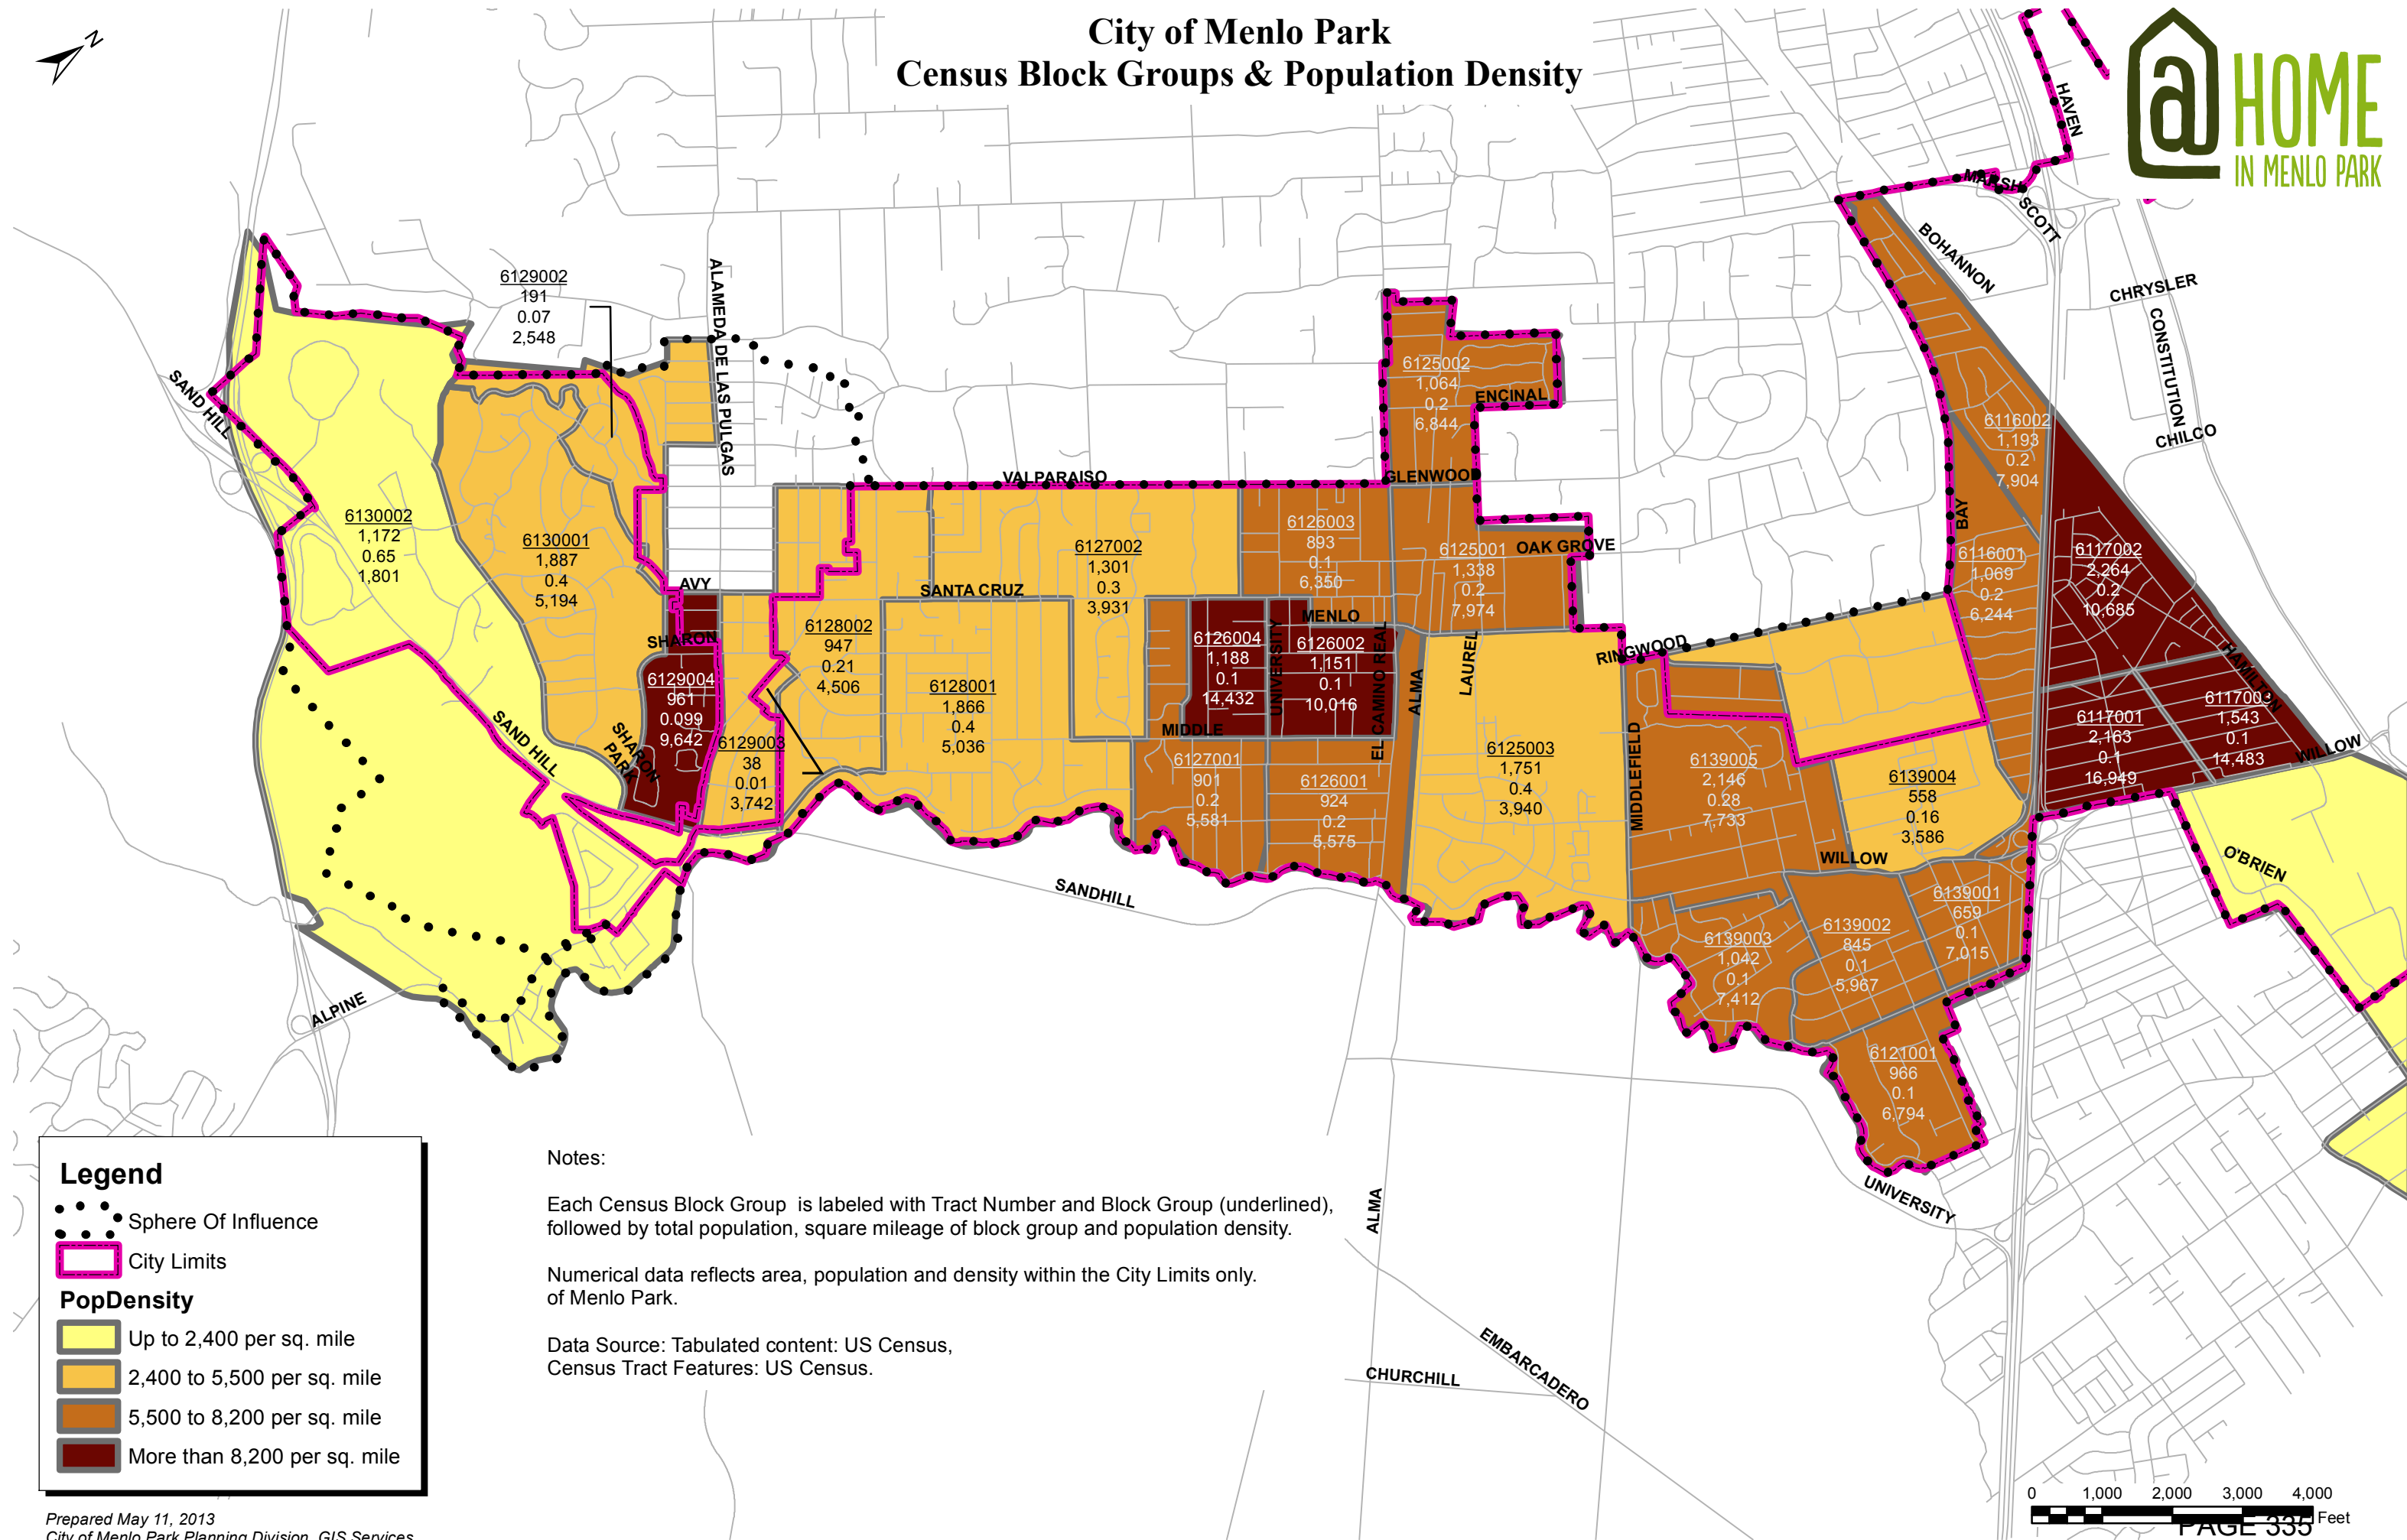 City of Menlo Park
Census Block Groups & Population Density
N
@ HOME
IN MENLO PARK
HAVEN
MARSH
SCOTT
BOHANNON
CHRYSLER
CONSTITUTION
CHILCO
6129002
191
0.07
2,548
ALAMEDA DE LAS PULGAS
SAND HILL
6125002
1,064
0.2
6,844
ENCINAL
6116002
1,193
0.2
7,904
VALPARAISO
GLENWOOD
BAY
6130002
1,172
0.65
1,801
6130001
1,887
0.4
5,194
6127002
1,301
0.3
3,931
6126003
893
0.1
6,350
6125001
1,338
0.2
7,974
OAK GROVE
6116001
1,069
0.2
6,244
6117002
2,264
0.2
10,685
AVY
SANTA CRUZ
MENLO
SHARON
6128002
947
0.21
4,506
6126004
1,188
0.1
14,432
UNIVERSITY
6126002
1,151
0.1
10,016
EL CAMINO REAL
ALMA
LAUREL
RINGWOOD
HAMILTON
6129004
961
0.099
9,642
6128001
1,866
0.4
5,036
6117001
2,163
0.1
16,949
6117003
1,543
0.1
14,483
WILLOW
SAND HILL
SHARON
PARK
6129003
38
0.01
3,742
MIDDLE
6127001
901
0.2
5,581
6126001
924
0.2
5,575
6125003
1,751
0.4
3,940
MIDDLEFIELD
6139005
2,146
0.28
7,733
6139004
558
0.16
3,586
WILLOW
O'BRIEN
SANDHILL
6139003
1,042
0.1
7,412
6139002
845
0.1
5,967
6139001
659
0.1
7,015
ALPINE
6121001
966
0.1
6,794
UNIVERSITY
ALMA
EMBARCADERO
CHURCHILL
Legend
Sphere Of Influence
City Limits
PopDensity
Up to 2,400 per sq. mile
2,400 to 5,500 per sq. mile
5,500 to 8,200 per sq. mile
More than 8,200 per sq. mile
Notes:
Each Census Block Group is labeled with Tract Number and Block Group (underlined),
followed by total population, square mileage of block group and population density.
Numerical data reflects area, population and density within the City Limits only.
of Menlo Park.
Data Source: Tabulated content: US Census,
Census Tract Features: US Census.
Prepared May 11, 2013
City of Menlo Park Planning Division, GIS Services
0 1,000 2,000 3,000 4,000
Feet
PAGE 335